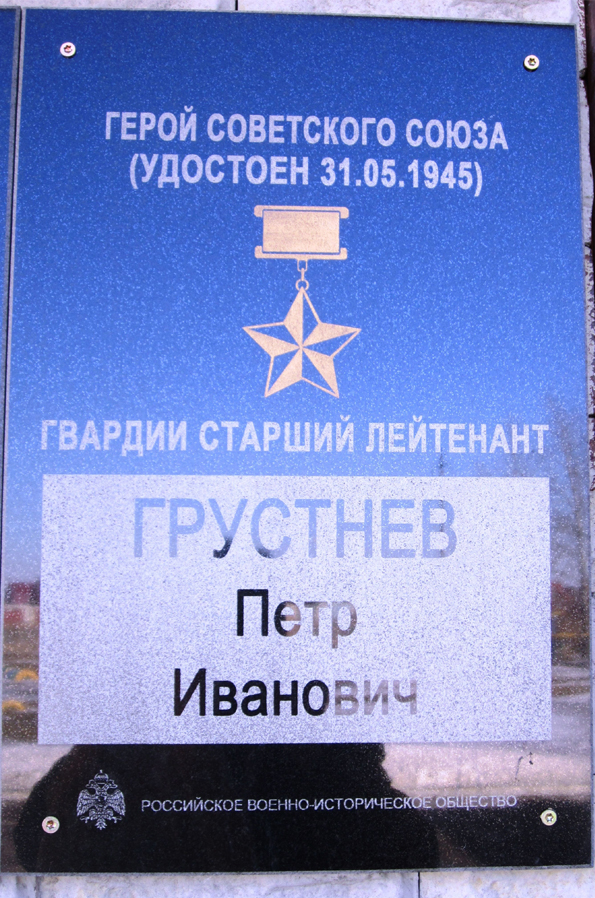 ГЕРОЙ СОВЕТСКОГО СОЮЗА
(УДОСТОЕН 31.05.1945)
ГВАРДИИ СТАРШИЙ ЛЕЙТЕНАНТ
ГРУСТНЕВ
Петр
Иванович
РОССИЙСКОЕ ВОЕННО-ИСТОРИЧЕСКОЕ ОБЩЕСТВО